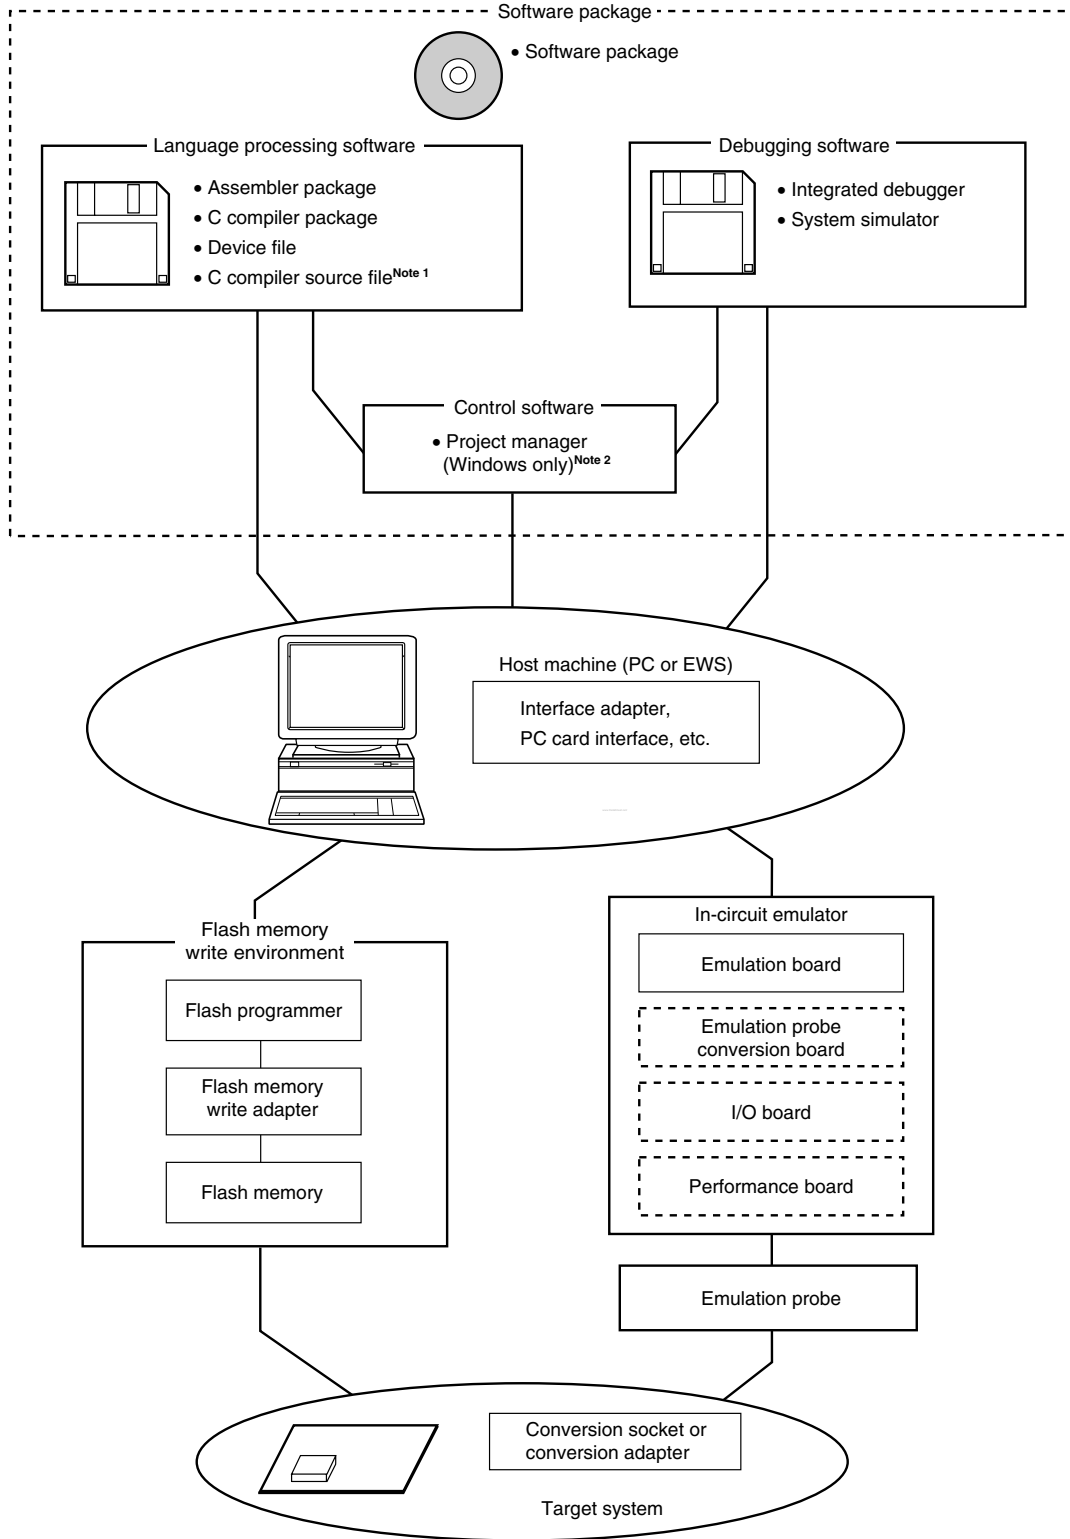 Software package
• Software package
Language processing software
• Assembler package
• C compiler package
• Device file
• C compiler source file Note 1
Debugging software
• Integrated debugger
• System simulator
Control software
• Project manager
(Windows only) Note 2
Host machine (PC or EWS)
Interface adapter,
PC card interface, etc.
Flash memory
write environment
Flash programmer
Flash memory
write adapter
Flash memory
In-circuit emulator
Emulation board
Emulation probe
conversion board
I/O board
Performance board
Emulation probe
Conversion socket or
conversion adapter
Target system